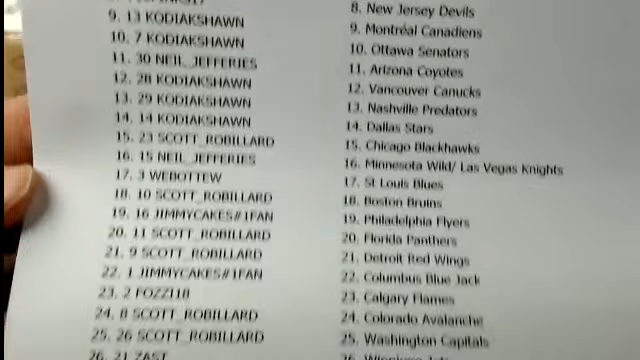 8. New Jersey Devils
9. 13 KODIAKSHAWN
9. Montréal Canadiens
10. 7 KODIAKSHAWN
10. Ottawa Senators
11. 30 NEIL_JEFFERIES
11. Arizona Coyotes
12. 28 KODIAKSHAWN
12. Vancouver Canucks
13. 29 KODIAKSHAWN
13. Nashville Predators
14. 14 KODIAKSHAWN
14. Dallas Stars
15. 23 SCOTT_ROBILLARD
15. Chicago Blackhawks
16. 15 NEIL_JEFFERIES
16. Minnesota Wild/ Las Vegas Knights
17. 3 WEBOTTEW
17. St Louis Blues
18. 10 SCOTT_ROBILLARD
18. Boston Bruins
19. 16 JIMMYCAKES#1FAN
19. Philadelphia Flyers
20. 11 SCOTT_ROBILLARD
20. Florida Panthers
21. 9 SCOTT_ROBILLARD
21. Detroit Red Wings
22. 1 JIMMYCAKES#1FAN
22. Columbus Blue Jack
23. 2 FOZZI18
23. Calgary Flames
24. 8 SCOTT_ROBILLARD
24. Colorado Avalanche
25. 26 SCOTT_ROBILLARD
25. Washington Capitals
26. 21 ZAST